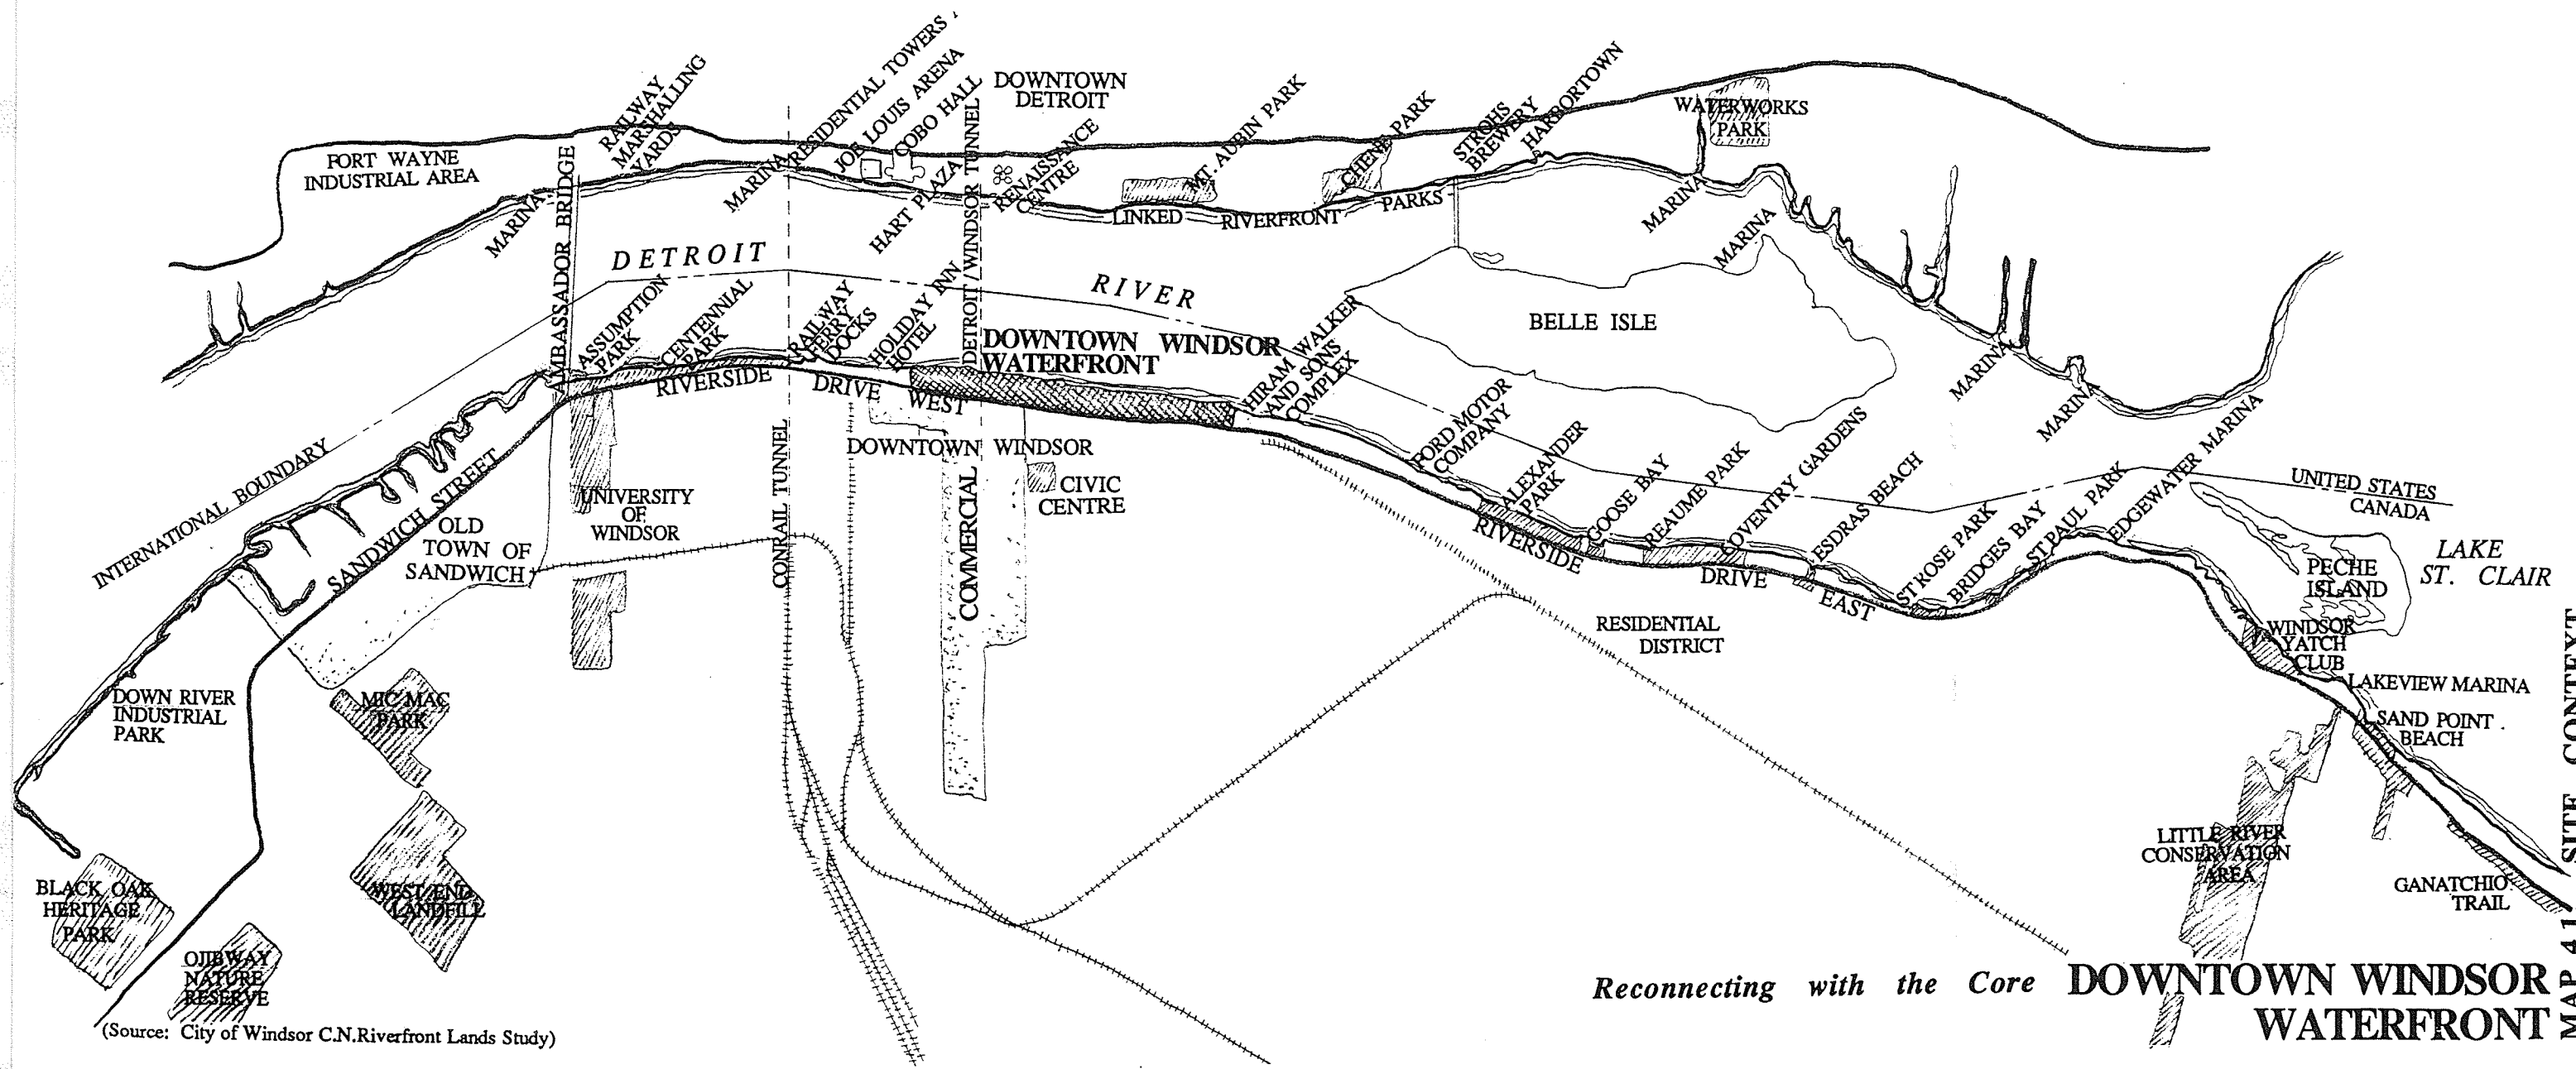 RESIDENTIAL TOWERS
RAILWAY
MARSHALLING
YARDS
JOE LOUIS ARENA
COBO HALL
DOWNTOWN
DETROIT
FORT WAYNE
INDUSTRIAL AREA
MARINA
AMBASSADOR BRIDGE
MARINA
HART PLAZA
DETROIT/WINDSOR TUNNEL
RENAISSANCE
CENTRE
MT. AUBIN PARK
CHENE PARK
STROHS
BREWERY
HARBORTOWN
WATERWORKS
PARK
LINKED RIVERFRONT PARKS
MARINA
MARINA
MARINA
MARINA
DETROIT RIVER
BELLE ISLE
ASSUMPTION
PARK
CENTENNIAL
PARK
RAILWAY
FERRY
DOCKS
HOLIDAY INN
HOTEL
DOWNTOWN WINDSOR
WATERFRONT
HIRAM WALKER
AND SONS
COMPLEX
FORD MOTOR
COMPANY
ALEXANDER
PARK
GOOSE BAY
REAUME PARK
COVENTRY GARDENS
ESDRAS BEACH
ST ROSE PARK
BRIDGES BAY
ST. PAUL PARK
EDGEWATER MARINA
UNITED STATES
CANADA
LAKE
ST. CLAIR
PECHE
ISLAND
INTERNATIONAL BOUNDARY
SANDWICH STREET
RIVERSIDE DRIVE WEST
RIVERSIDE DRIVE EAST
DOWNTOWN WINDSOR
CIVIC
CENTRE
COMMERCIAL
CONRAIL TUNNEL
UNIVERSITY
OF
WINDSOR
OLD
TOWN OF
SANDWICH
RESIDENTIAL
DISTRICT
WINDSOR
YATCH
CLUB
LAKEVIEW MARINA
SAND POINT
BEACH
DOWN RIVER
INDUSTRIAL
PARK
MIC MAC
PARK
WEST END
LANDFILL
BLACK OAK
HERITAGE
PARK
OJIBWAY
NATURE
RESERVE
LITTLE RIVER
CONSERVATION
AREA
GANATCHIO
TRAIL
(Source: City of Windsor C.N.Riverfront Lands Study)
Reconnecting with the Core DOWNTOWN WINDSOR
WATERFRONT
MAP 4.1: SITE CONTEXT